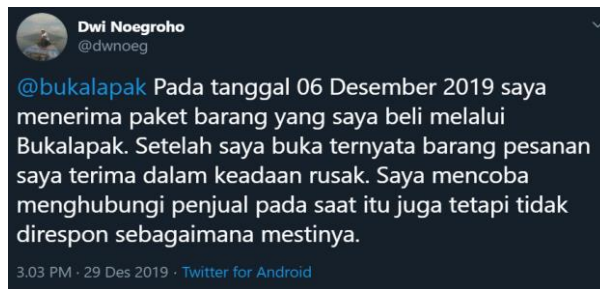 Dwi Noegroho
@dwnoeg
@bukalapak Pada tanggal 06 Desember 2019 saya
menerima paket barang yang saya beli melalui
Bukalapak. Setelah saya buka ternyata barang pesanan
saya terima dalam keadaan rusak. Saya mencoba
menghubungi penjual pada saat itu juga tetapi tidak
direspon sebagaimana mestinya.
3.03 PM · 29 Des 2019 · Twitter for Android